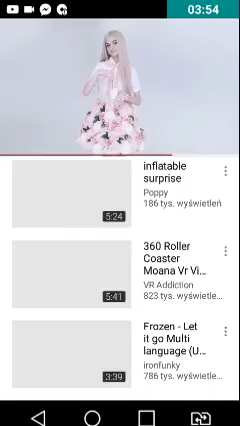 03:54
inflatable
surprise
Poppy
186 tys. wyświetleń
5:24
360 Roller
Coaster
Moana Vr Vi...
VR Addiction
823 tys. wyświetle...
5:41
Frozen - Let
it go Multi
language (U...
ironfunky
786 tys. wyświetle...
3:39